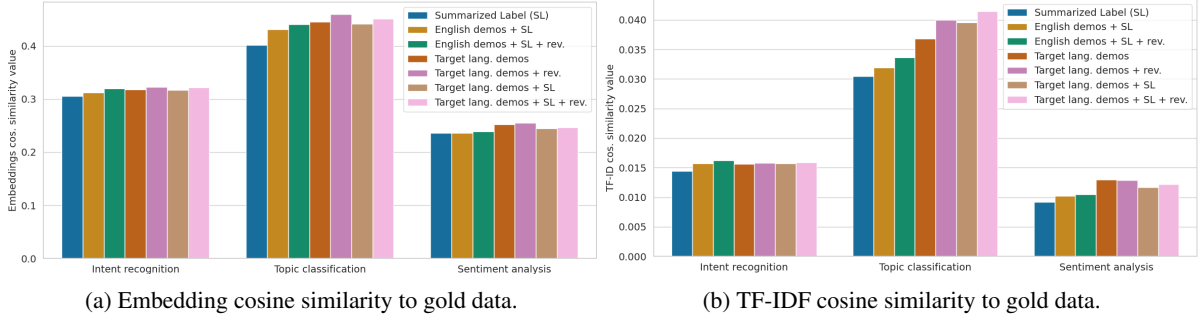 Embeddings cos. similarity value
0.4
0.3
0.2
0.1
0.0
Summarized Label (SL)
English demos + SL
English demos + SL + rev.
Target lang. demos
Target lang. demos + rev.
Target lang. demos + SL
Target lang. demos + SL + rev.
Intent recognition
Topic classification
Sentiment analysis
(a) Embedding cosine similarity to gold data.
TF-ID cos. similarity value
0.040
0.035
0.030
0.025
0.020
0.015
0.010
0.005
0.000
Summarized Label (SL)
English demos + SL
English demos + SL + rev.
Target lang. demos
Target lang. demos + rev.
Target lang. demos + SL
Target lang. demos + SL + rev.
Intent recognition
Topic classification
Sentiment analysis
(b) TF-IDF cosine similarity to gold data.